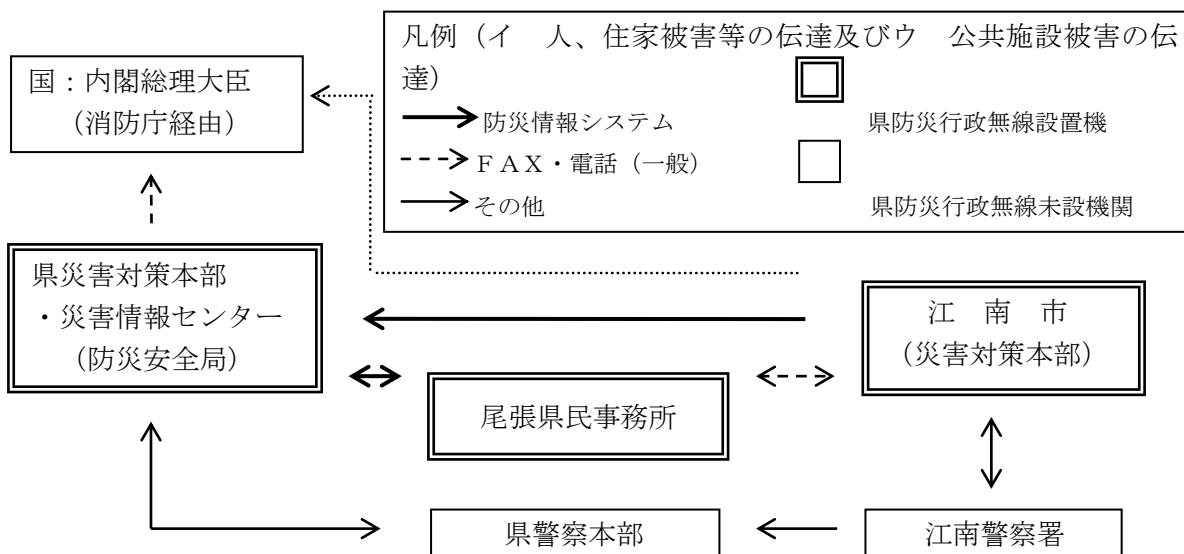 凡例（イ　人、住家被害等の伝達及びウ　公共施設被害の伝
達）
防災情報システム
県防災行政無線設置機
ＦＡＸ・電話（一般）
その他
県防災行政無線未設機関
国：内閣総理大臣
（消防庁経由）
県災害対策本部
・災害情報センター
（防災安全局）
江　南　市
（災害対策本部）
尾張県民事務所
県警察本部
江南警察署